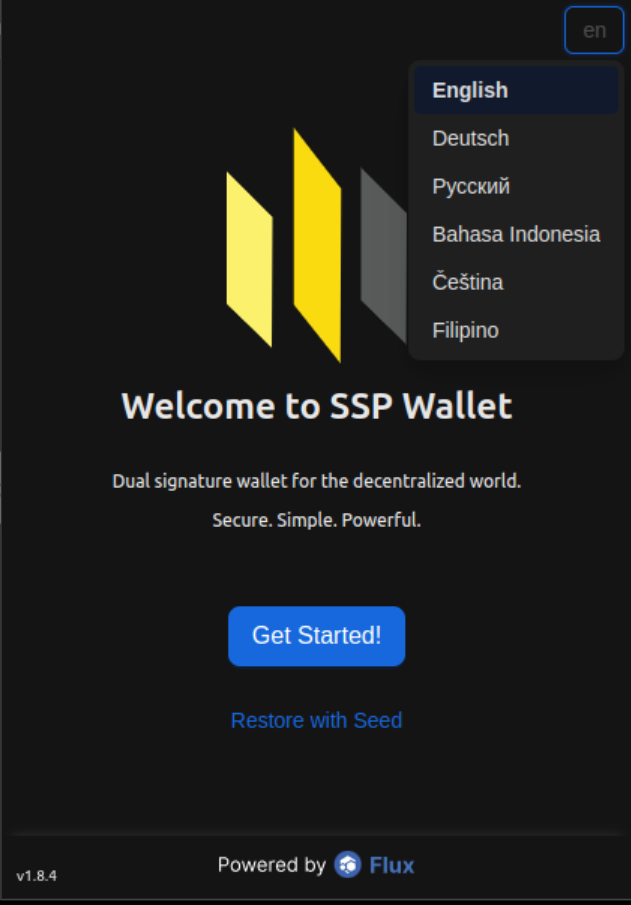 en
English
Deutsch
Русский
Bahasa Indonesia
Čeština
Filipino
Welcome to SSP Wallet
Dual signature wallet for the decentralized world.
Secure. Simple. Powerful.
Get Started!
Restore with Seed
v1.8.4
Powered by Flux